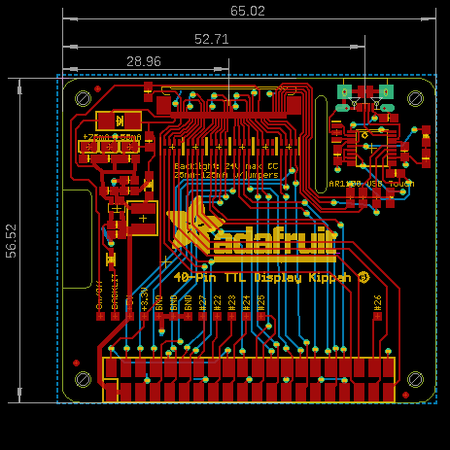 65.02
52.71
28.96
56.52
+25mA +50mA
Backlight: 24V max DC
25mA-125mA w/jumpers
AR1100 USB Touch
adafruit
40-Pin TTL Display Kippah
On/Off
BACKLIT
5V
+3.3V
GND
GND
GND
#27
#22
#23
#24
#25
#26